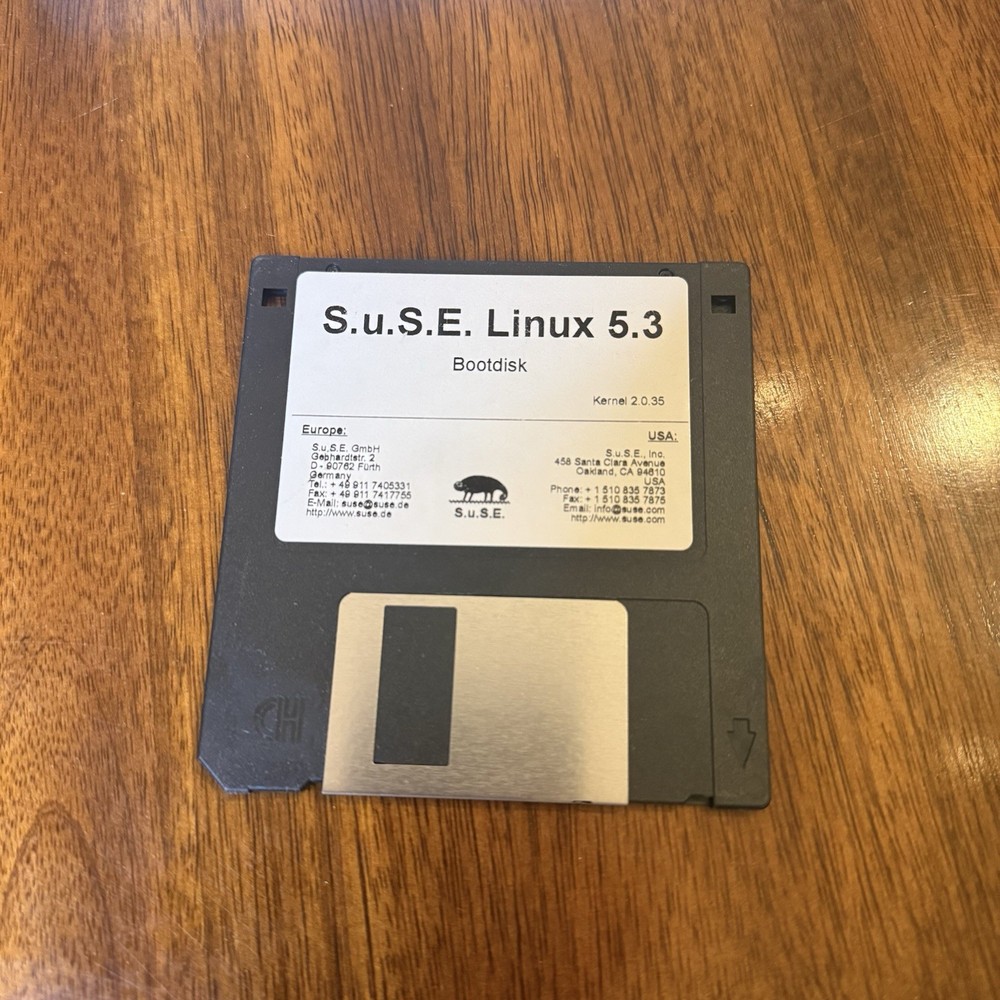 S.u.S.E. Linux 5.3
Bootdisk
Kernel 2.0.35
Europe:
S.u.S.E. GmbH
Gebhardtstr. 2
D - 90762 Fürth
Germany
Tel.: + 49 911 7405331
Fax: + 49 911 7417755
E-Mail: suse@suse.de
http://www.suse.de
S.u.S.E.
USA:
S.u.S.E., Inc.
458 Santa Clara Avenue
Oakland, CA 94610
USA
Phone: + 1 510 835 7873
Fax: + 1 510 835 7875
Email: info@suse.com
http://www.suse.com
HD